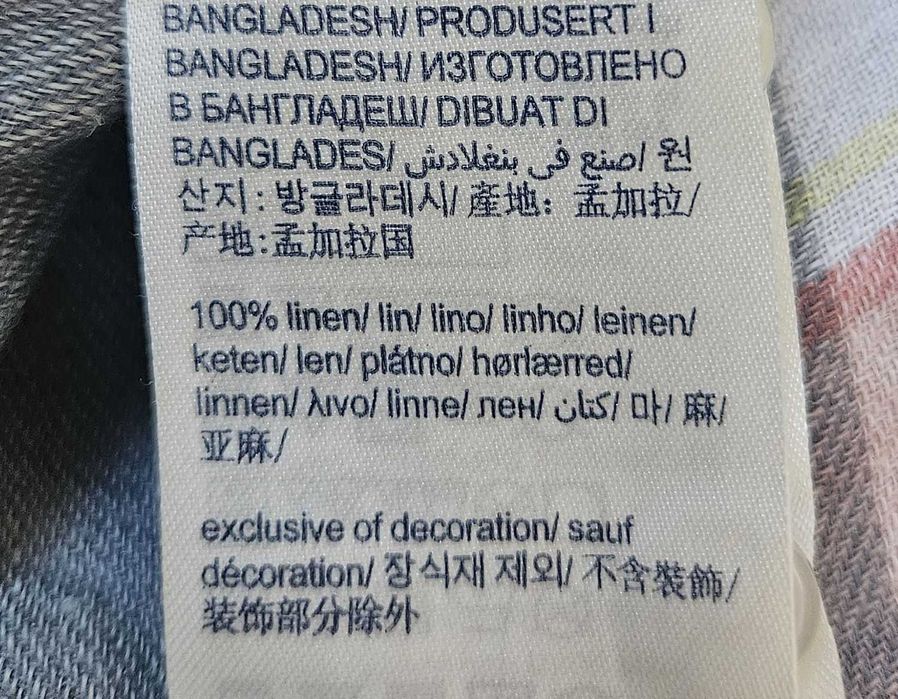 BANGLADESH/ PRODUSERT I
BANGLADESH/ ИЗГОТОВЛЕНО
В БАНГЛАДЕШ/ DIBUAT DI
BANGLADES/ صنع في بنغلادش/ 원
산지 : 방글라데시/ 產地: 孟加拉/
产地:孟加拉国
100% linen/ lin/ lino/ linho/ leinen/
keten/ len/ plátno/ hørlærred/
linnen/ λινο/ linne/ лен/ كتان/ 마/ 麻/
亚麻/
exclusive of decoration/ sauf
décoration/ 장식재 제외/ 不含裝飾/
装饰部分除外